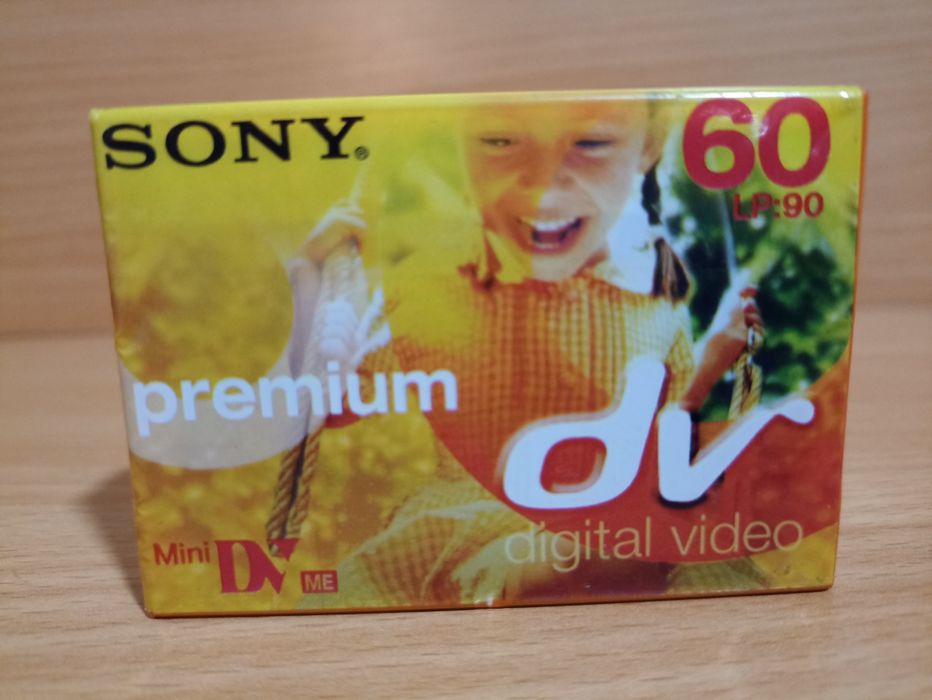 SONY®
60
LP:90
premium
dv
digital video
Mini DV ME